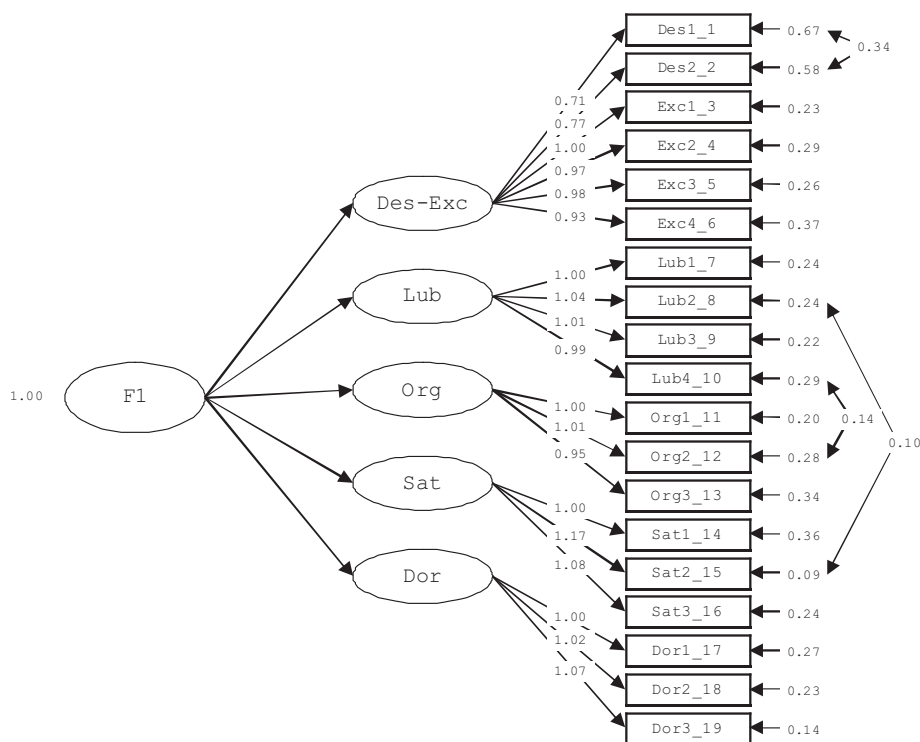 Des1_1 0.67
0.34
Des2_2 0.58
0.71
Exc1_3 0.23
0.77
1.00
Exc2_4 0.29
0.97
Exc3_5 0.26
0.98
Des-Exc
0.93
Exc4_6 0.37
Lub1_7 0.24
1.00
Lub
1.04
Lub2_8 0.24
1.01
Lub3_9 0.22
0.99
Lub4_10 0.29
Org
1.00
1.00
F1
Org1_11 0.20
0.14
1.01
0.10
Org2_12 0.28
0.95
Org3_13 0.34
Sat
1.00
Sat1_14 0.36
1.17
1.08
Sat2_15 0.09
Dor
Sat3_16 0.24
1.00
1.02
Dor1_17 0.27
1.07
Dor2_18 0.23
Dor3_19 0.14